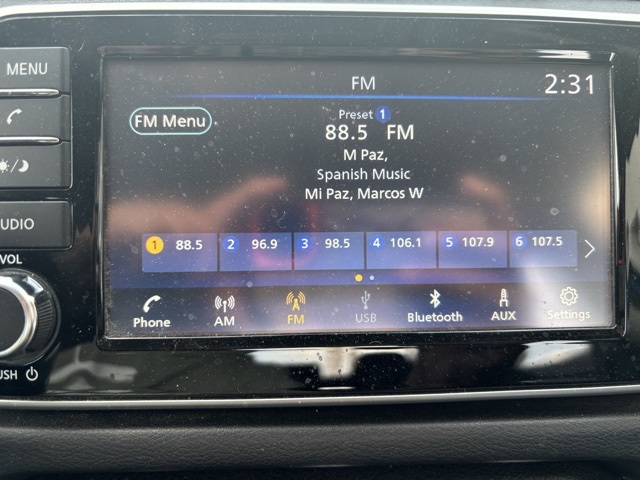 MENU
FM
2:31
FM Menu
Preset 1
88.5 FM
M Paz,
Spanish Music
Mi Paz, Marcos W
AUDIO
1 88.5 2 96.9 3 98.5 4 106.1 5 107.9 6 107.5
VOL
Phone AM FM USB Bluetooth AUX Settings
PUSH